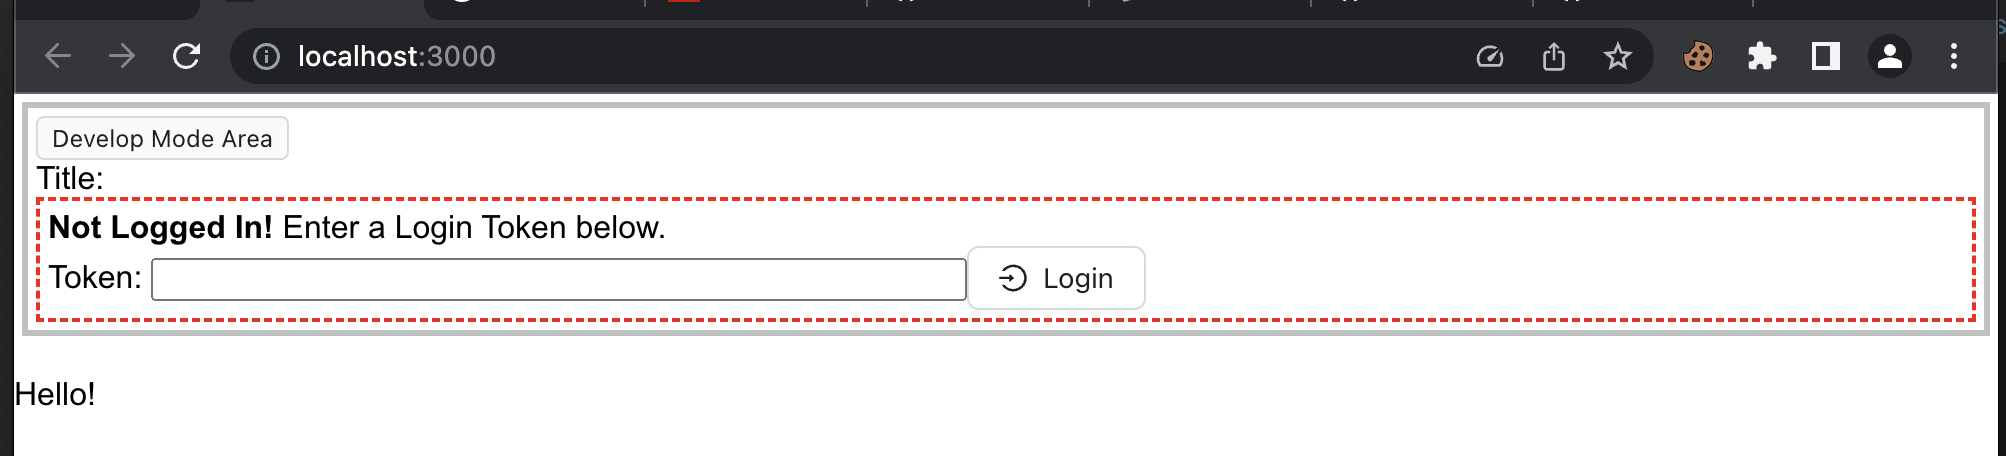 localhost:3000
Develop Mode Area
Title:
Not Logged In! Enter a Login Token below.
Token:
Login
Hello!